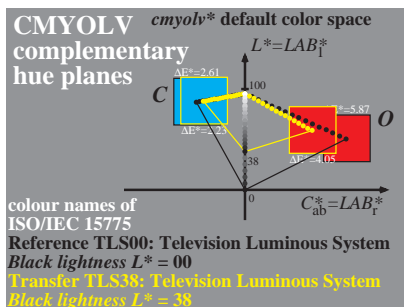 CMYOLV
complementary
hue planes
cmyolv* default color space
L*=LAB*l
ΔE*=2.61
C
100
*=5.87
O
ΔE*=2.23
ΔE*=4.05
38
0
C*ab=LAB*r
colour names of
ISO/IEC 15775
Reference TLS00: Television Luminous System
Black lightness L* = 00
Transfer TLS38: Television Luminous System
Black lightness L* = 38